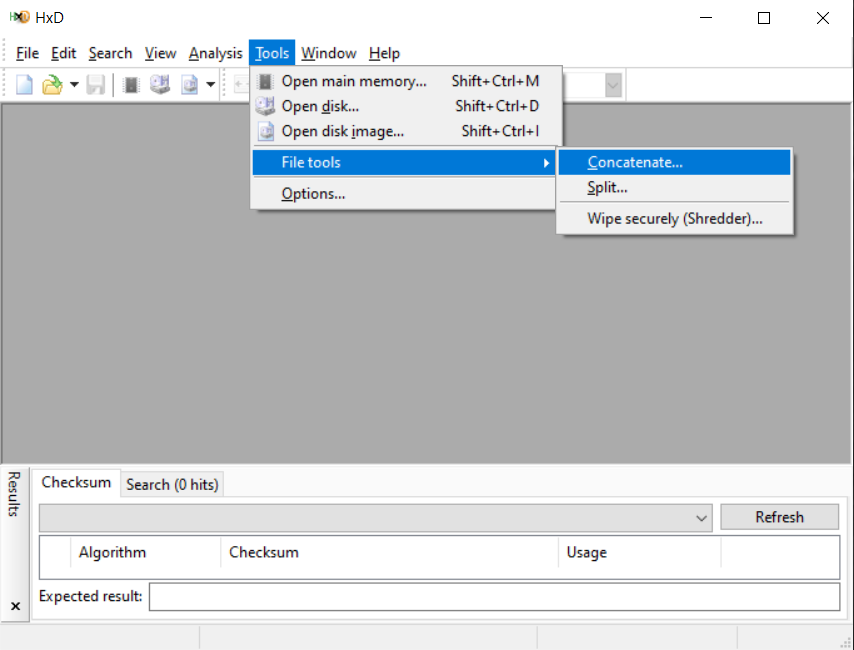 HxD
File Edit Search View Analysis Tools Window Help
Open main memory... Shift+Ctrl+M
Open disk... Shift+Ctrl+D
Open disk image... Shift+Ctrl+I
File tools
Options...
Concatenate...
Split...
Wipe securely (Shredder)...
Results
Checksum Search (0 hits)
Refresh
Algorithm Checksum Usage
Expected result: